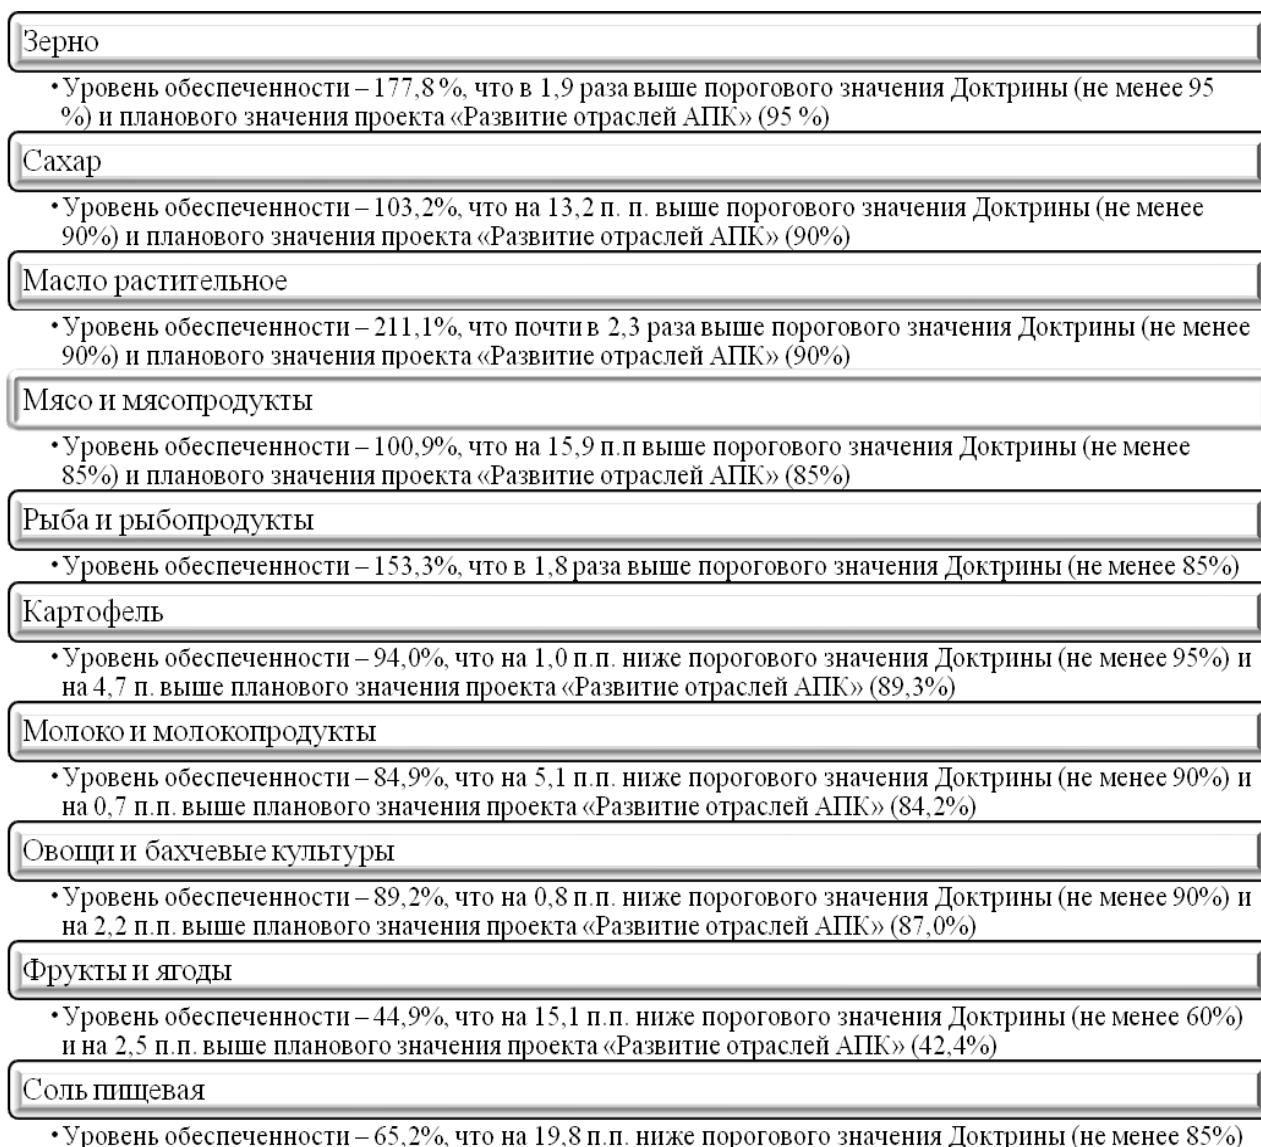 Зерно
•Уровень обеспеченности – 177,8 %, что в 1,9 раза выше порогового значения Доктрины (не менее 95
%) и планового значения проекта «Развитие отраслей АПК» (95 %)
Сахар
•Уровень обеспеченности – 103,2%, что на 13,2 п. п. выше порогового значения Доктрины (не менее
90%) и планового значения проекта «Развитие отраслей АПК» (90%)
Масло растительное
•Уровень обеспеченности – 211,1%, что почти в 2,3 раза выше порогового значения Доктрины (не менее
90%) и планового значения проекта «Развитие отраслей АПК» (90%)
Мясо и мясопродукты
•Уровень обеспеченности – 100,9%, что на 15,9 п.п выше порогового значения Доктрины (не менее
85%) и планового значения проекта «Развитие отраслей АПК» (85%)
Рыба и рыбопродукты
•Уровень обеспеченности – 153,3%, что в 1,8 раза выше порогового значения Доктрины (не менее 85%)
Картофель
•Уровень обеспеченности – 94,0%, что на 1,0 п.п. ниже порогового значения Доктрины (не менее 95%) и
на 4,7 п. выше планового значения проекта «Развитие отраслей АПК» (89,3%)
Молоко и молокопродукты
•Уровень обеспеченности – 84,9%, что на 5,1 п.п. ниже порогового значения Доктрины (не менее 90%) и
на 0,7 п.п. выше планового значения проекта «Развитие отраслей АПК» (84,2%)
Овощи и бахчевые культуры
•Уровень обеспеченности – 89,2%, что на 0,8 п.п. ниже порогового значения Доктрины (не менее 90%) и
на 2,2 п.п. выше планового значения проекта «Развитие отраслей АПК» (87,0%)
Фрукты и ягоды
•Уровень обеспеченности – 44,9%, что на 15,1 п.п. ниже порогового значения Доктрины (не менее 60%)
и на 2,5 п.п. выше планового значения проекта «Развитие отраслей АПК» (42,4%)
Соль пищевая
•Уровень обеспеченности – 65,2%, что на 19,8 п.п. ниже порогового значения Доктрины (не менее 85%)